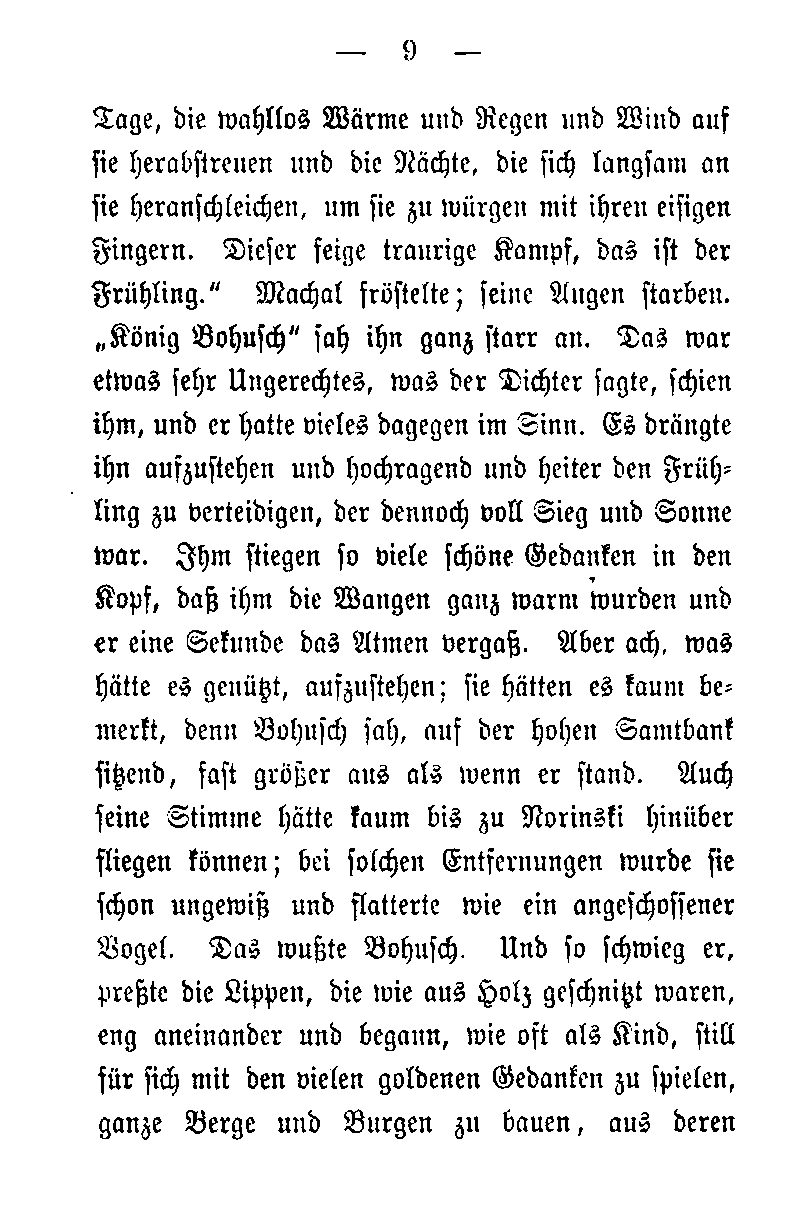 — 9 —
Tage, die wahllos Wärme und Regen und Wind auf
sie herabstreuen und die Nächte, die sich langsam an
sie heranschleichen, um sie zu würgen mit ihren eisigen
Fingern. Dieser feige traurige Kampf, das ist der
Frühling.“ Machal fröstelte; seine Augen starben.
„König Bohusch“ sah ihn ganz starr an. Das war
etwas sehr Ungerechtes, was der Dichter sagte, schien
ihm, und er hatte vieles dagegen im Sinn. Es drängte
ihn aufzustehen und hochragend und heiter den Früh-
ling zu verteidigen, der dennoch voll Sieg und Sonne
war. Ihm stiegen so viele schöne Gedanken in den
Kopf, daß ihm die Wangen ganz warm wurden und
er eine Sekunde das Atmen vergaß. Aber ach, was
hätte es genützt, aufzustehen; sie hätten es kaum be-
merkt, denn Bohusch sah, auf der hohen Samtbank
sitzend, fast größer aus als wenn er stand. Auch
seine Stimme hätte kaum bis zu Norinski hinüber
fliegen können; bei solchen Entfernungen wurde sie
schon ungewiß und flatterte wie ein angeschossener
Vogel. Das wußte Bohusch. Und so schwieg er,
preßte die Lippen, die wie aus Holz geschnitzt waren,
eng aneinander und begann, wie oft als Kind, still
für sich mit den vielen goldenen Gedanken zu spielen,
ganze Berge und Burgen zu bauen, aus deren